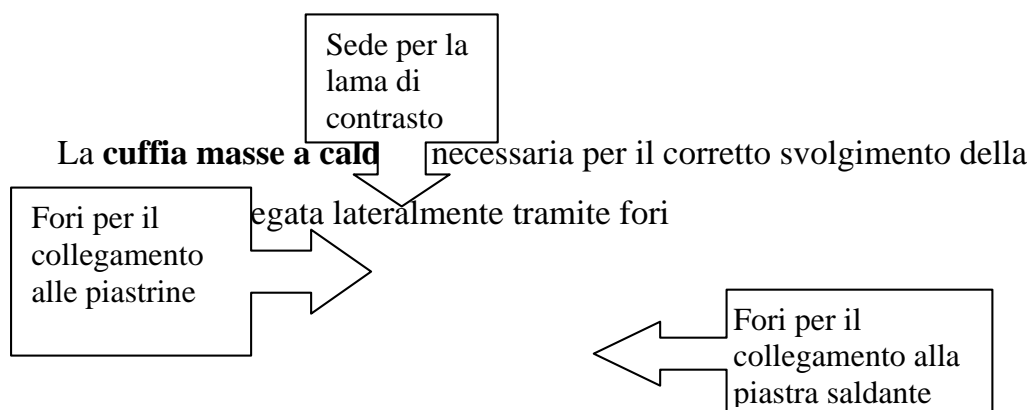 Sede per la
lama di
contrasto
La cuffia masse a cald necessaria per il corretto svolgimento della
egata lateralmente tramite fori
Fori per il
collegamento
alle piastrine
Fori per il
collegamento alla
piastra saldante